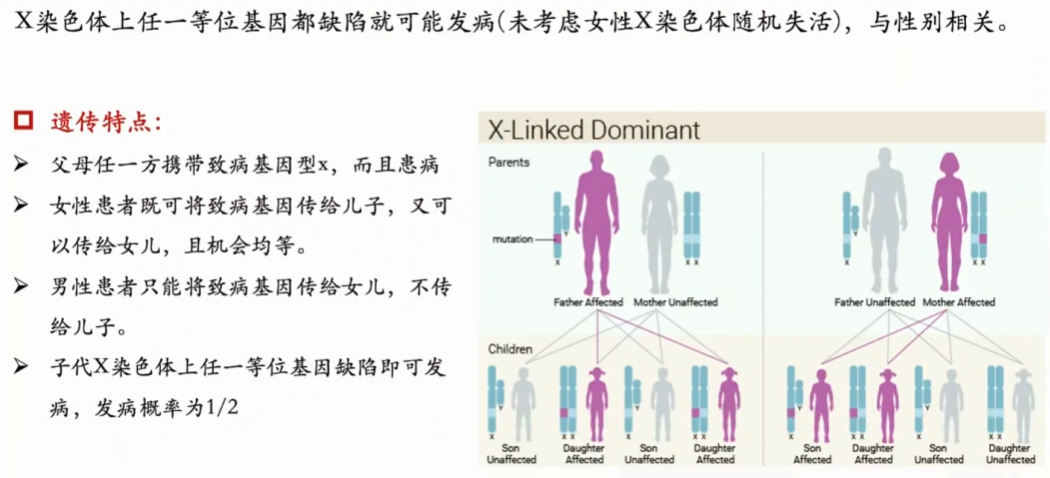 X染色体上任一等位基因都缺陷就可能发病(未考虑女性X染色体随机失活)，与性别相关。
遗传特点：
父母任一方携带致病基因型x，而且患病
女性患者既可将致病基因传给儿子，又可
以传给女儿，且机会均等。
男性患者只能将致病基因传给女儿，不传
给儿子。
子代X染色体上任一等位基因缺陷即可发
病，发病概率为1/2
X-Linked Dominant
Parents
mutation
Y
X
X X
Father Affected
Mother Unaffected
Y
X
X X
Father Unaffected
Mother Affected
Children
Y
X
Son
Unaffected
X X
Daughter
Affected
Y
X
Son
Unaffected
X X
Daughter
Affected
Y
X
Son
Affected
X X
Daughter
Affected
Y
X
Son
Unaffected
X X
Daughter
Unaffected